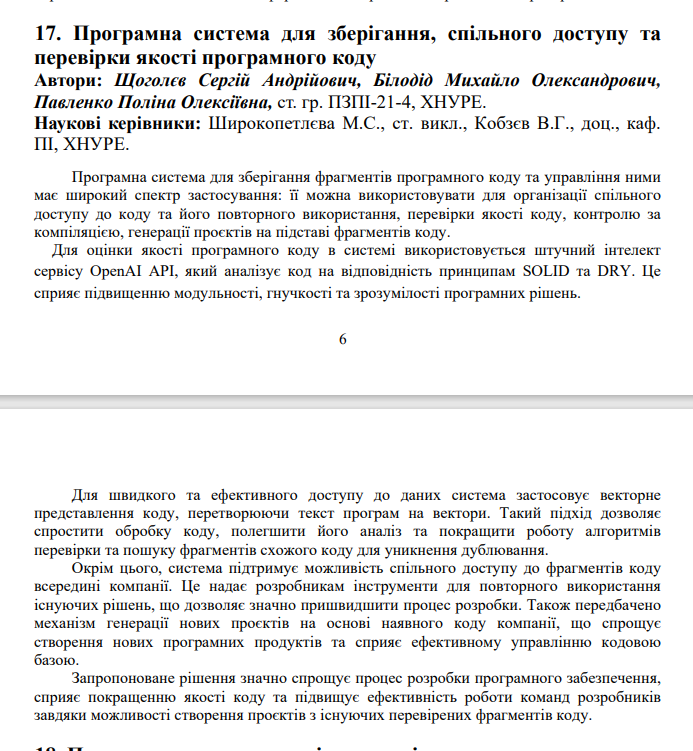 17. Програмна система для зберігання, спільного доступу та
перевірки якості програмного коду
Автори: Щоголєв Сергій Андрійович, Білодід Михайло Олександрович,
Павленко Поліна Олексіївна, ст. гр. ПЗПІ-21-4, ХНУРЕ.
Наукові керівники: Широкопетлєва М.С., ст. викл., Кобзєв В.Г., доц., каф.
ПІ, ХНУРЕ.
Програмна система для зберігання фрагментів програмного коду та управління ними
має широкий спектр застосування: її можна використовувати для організації спільного
доступу до коду та його повторного використання, перевірки якості коду, контролю за
компіляцією, генерації проєктів на підставі фрагментів коду.
Для оцінки якості програмного коду в системі використовується штучний інтелект
сервісу OpenAI API, який аналізує код на відповідність принципам SOLID та DRY. Це
сприяє підвищенню модульності, гнучкості та зрозумілості програмних рішень.
6
Для швидкого та ефективного доступу до даних система застосовує векторне
представлення коду, перетворюючи текст програм на вектори. Такий підхід дозволяє
спростити обробку коду, полегшити його аналіз та покращити роботу алгоритмів
перевірки та пошуку фрагментів схожого коду для уникнення дублювання.
Окрім цього, система підтримує можливість спільного доступу до фрагментів коду
всередині компанії. Це надає розробникам інструменти для повторного використання
існуючих рішень, що дозволяє значно пришвидшити процес розробки. Також передбачено
механізм генерації нових проєктів на основі наявного коду компанії, що спрощує
створення нових програмних продуктів та сприяє ефективному управлінню кодовою
базою.
Запропоноване рішення значно спрощує процес розробки програмного забезпечення,
сприяє покращенню якості коду та підвищує ефективність роботи команд розробників
завдяки можливості створення проєктів з існуючих перевірених фрагментів коду.